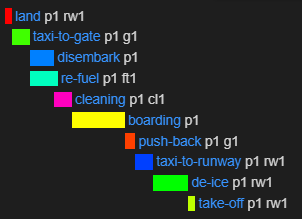 land p1 rw1
taxi-to-gate p1 g1
disembark p1
re-fuel p1 ft1
cleaning p1 cl1
boarding p1
push-back p1 g1
taxi-to-runway p1 rw1
de-ice p1 rw1
take-off p1 rw1